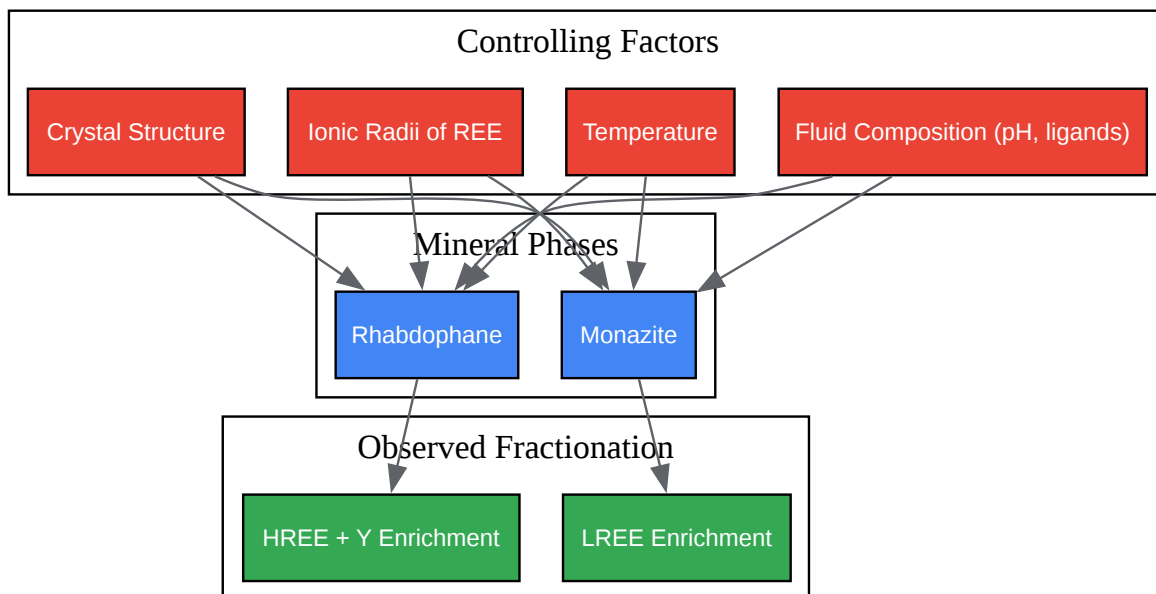 Controlling Factors
Crystal Structure
Ionic Radii of REE
Temperature
Fluid Composition (pH, ligands)
Mineral Phases
Rhabdophane
Monazite
Observed Fractionation
HREE + Y Enrichment
LREE Enrichment